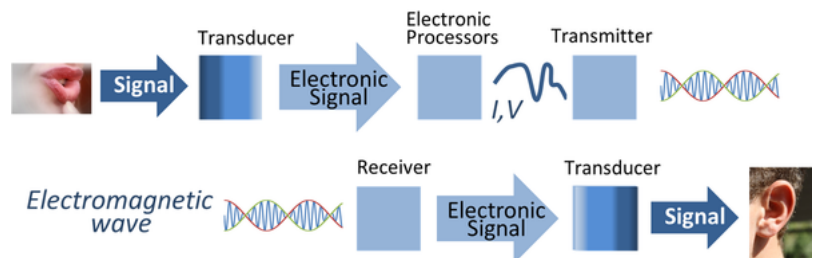 Electronic
Transducer Processors Transmitter
Signal
Electronic
Signal
I,V
Receiver Transducer
Electromagnetic
wave
Electronic
Signal
Signal